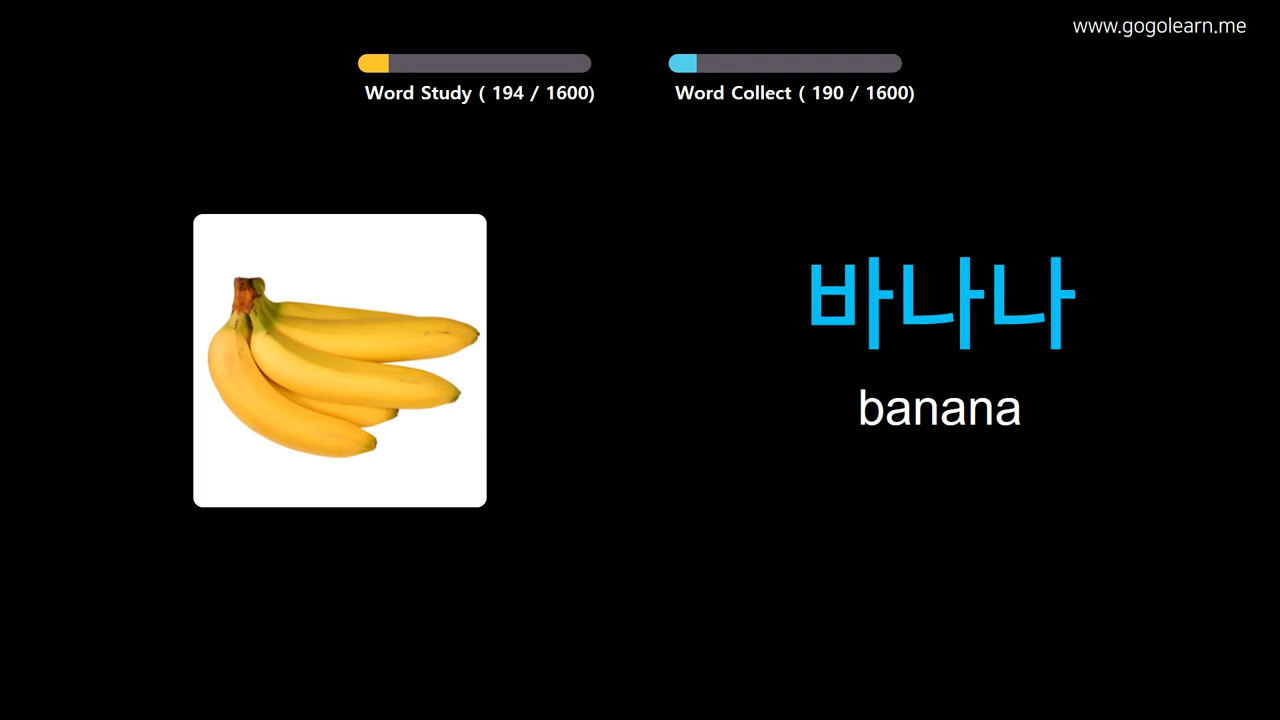 www.gogolearn.me
Word Study ( 194 / 1600)
Word Collect ( 190 / 1600)
바나나
banana